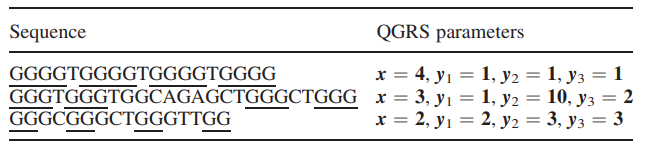 Sequence QGRS parameters
GGGGTGGGGTGGGGTGGGG x = 4, y1 = 1, y2 = 1, y3 = 1
GGGTGGGTGGCAGAGCTGGGCTGGG x = 3, y1 = 1, y2 = 10, y3 = 2
GGGCGGGCTGGGTTGG x = 2, y1 = 2, y2 = 3, y3 = 3